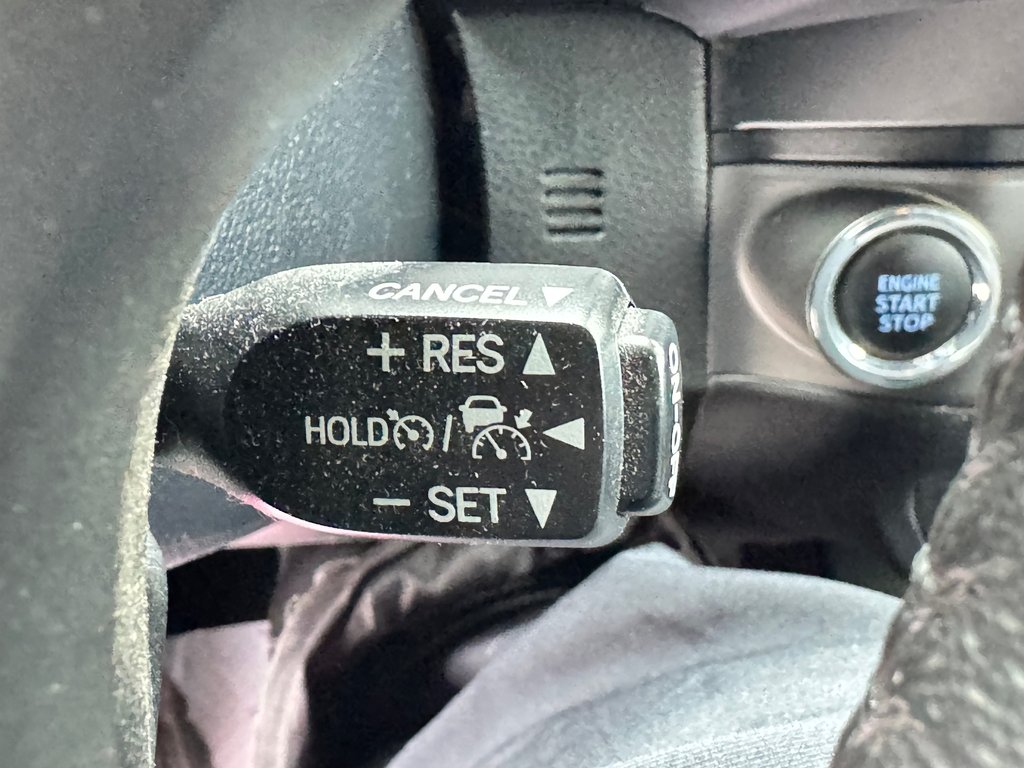 CANCEL
+ RES
HOLD /
− SET
ON·OFF
ENGINE
START
STOP